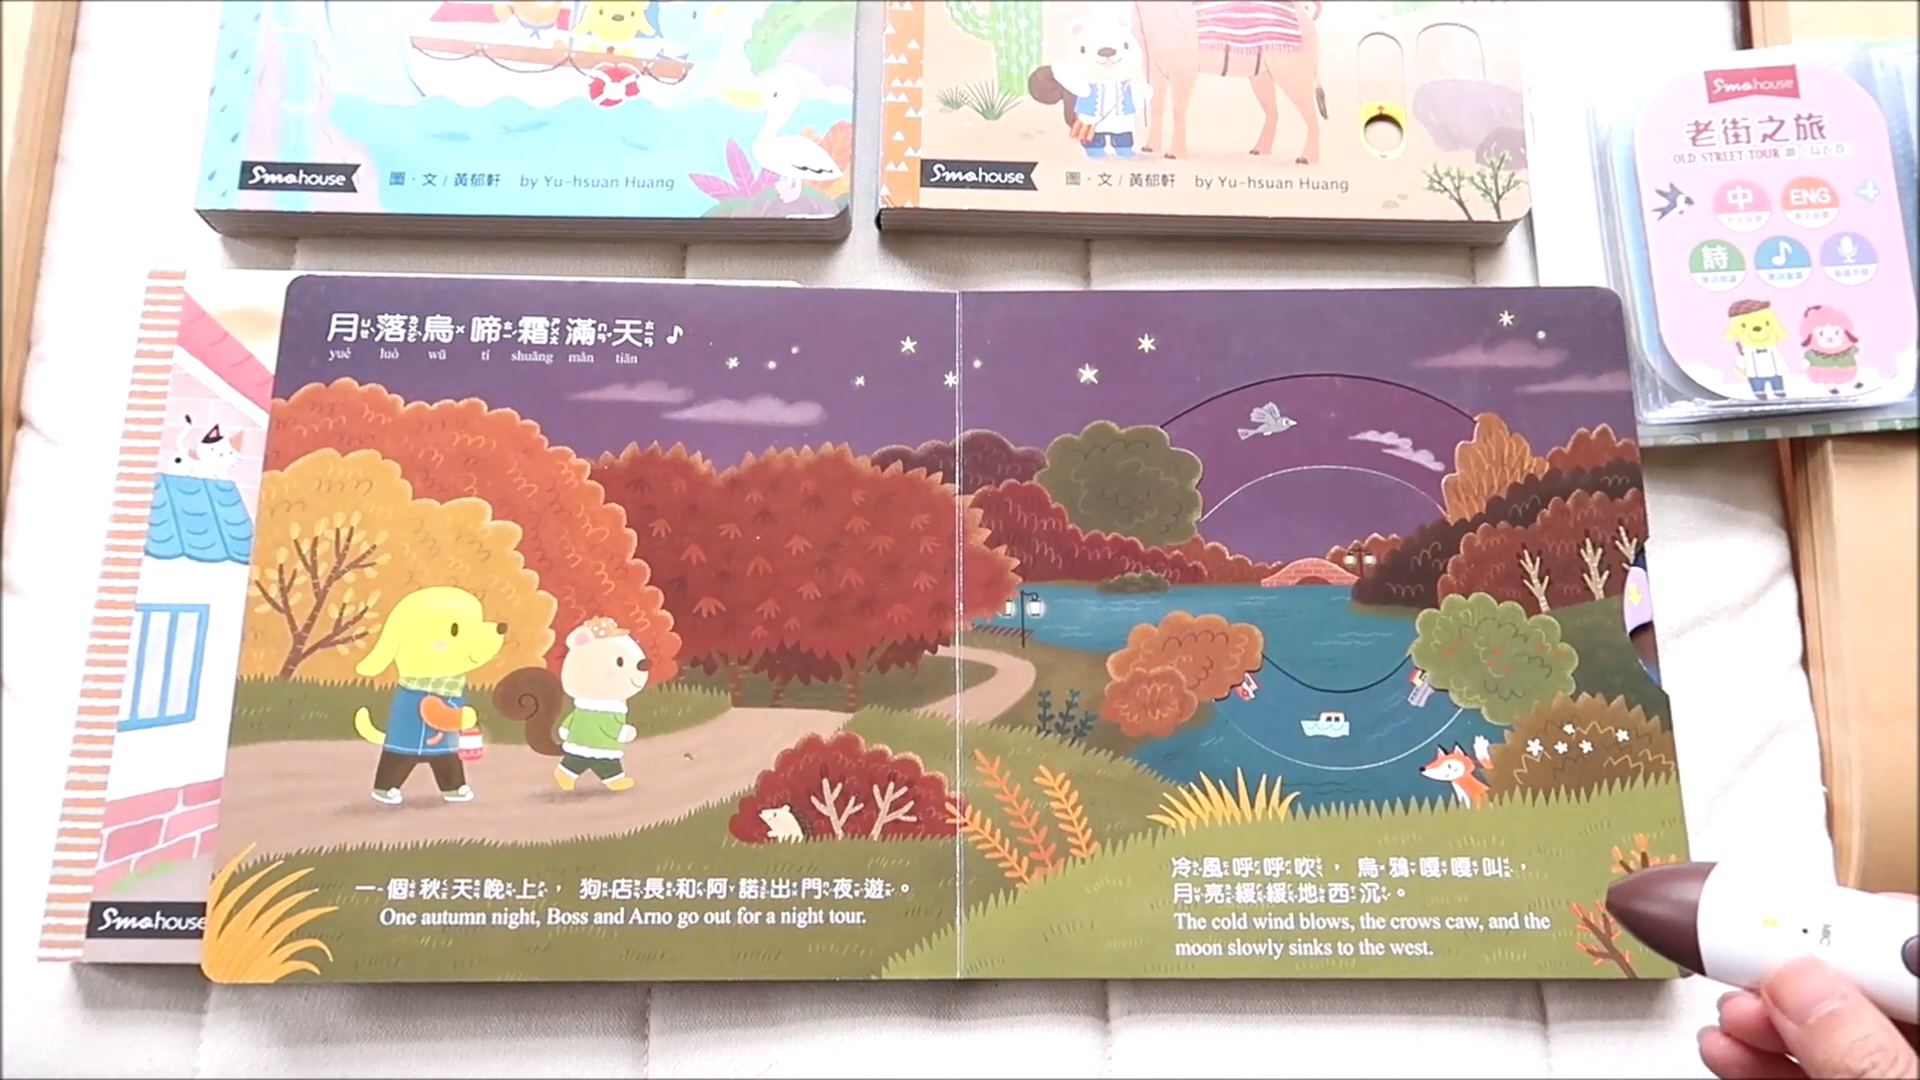 Smahouse
圖・文 / 黃郁軒 by Yu-hsuan Huang
Smahouse
圖・文 / 黃郁軒 by Yu-hsuan Huang
Smahouse
老街之旅
OLD STREET TOUR
中
ENG
詩
月落烏啼霜滿天
yuè luò wū tí shuāng mǎn tiān
一個秋天晚上，狗店長和阿諾出門夜遊。
One autumn night, Boss and Arno go out for a night tour.
冷風呼呼吹，烏鴉嘎嘎叫，
月亮緩緩地西沉。
The cold wind blows, the crows caw, and the
moon slowly sinks to the west.
Smahouse
MIC